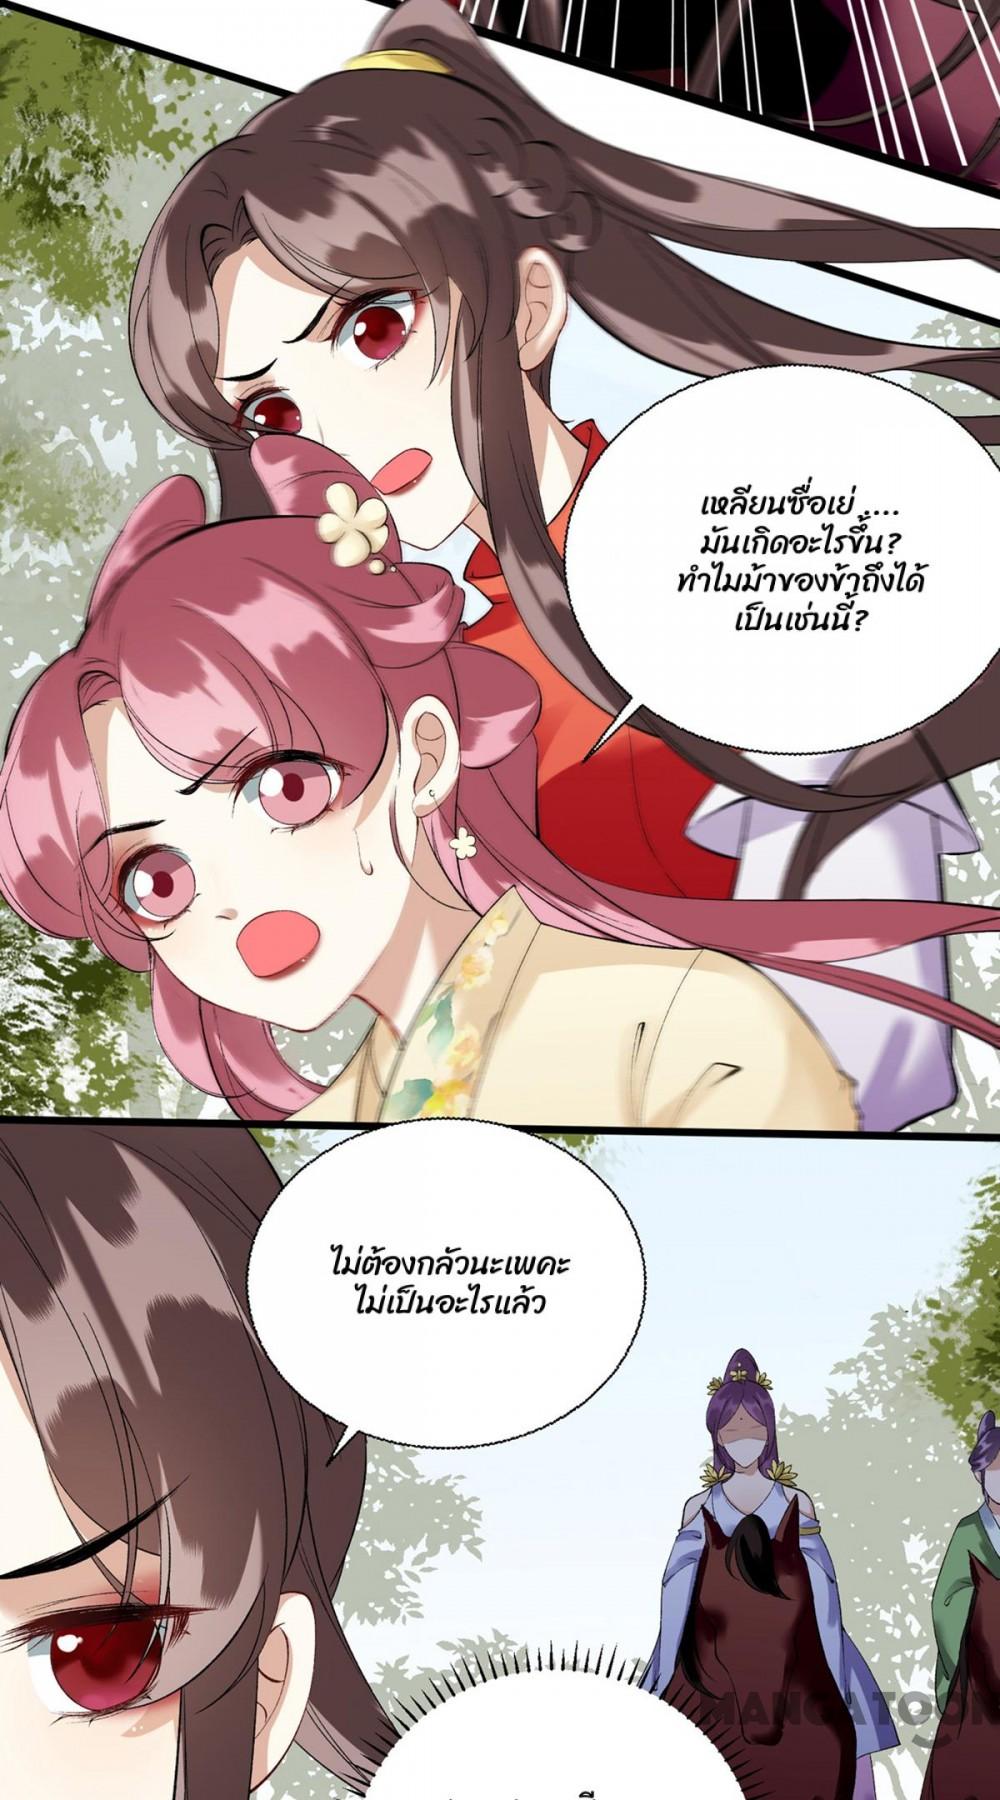 เหลียนซื่อเย่ ....
มันเกิดอะไรขึ้น?
ทำไมม้าของข้าถึงได้
เป็นเช่นนี้?
ไม่ต้องกลัวนะเพคะ
ไม่เป็นอะไรแล้ว
MANGATOON